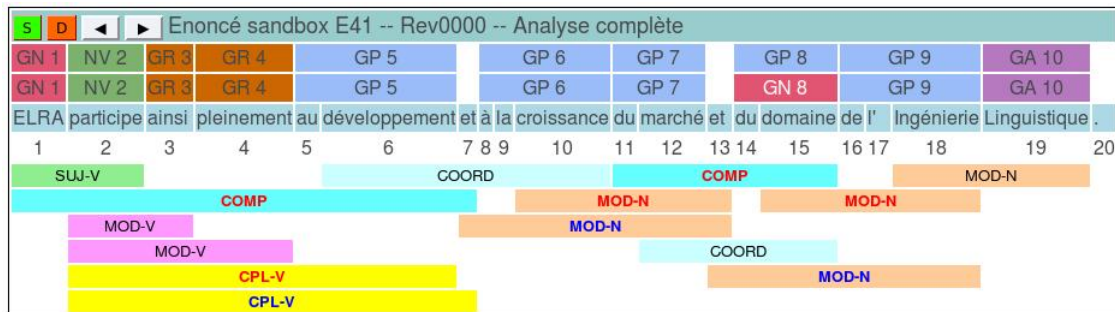 S D ◄ ► Enoncé sandbox E41 -- Rev0000 -- Analyse complète
GN 1 NV 2 GR 3 GR 4 GP 5 GP 6 GP 7 GP 8 GP 9 GA 10
GN 1 NV 2 GR 3 GR 4 GP 5 GP 6 GP 7 GN 8 GP 9 GA 10
ELRA participe ainsi pleinement au développement et à la croissance du marché et du domaine de l' Ingénierie Linguistique .
1 2 3 4 5 6 7 8 9 10 11 12 13 14 15 16 17 18 19 20
SUJ-V COORD COMP MOD-N
COMP MOD-N MOD-N
MOD-V MOD-N
MOD-V COORD
CPL-V MOD-N
CPL-V